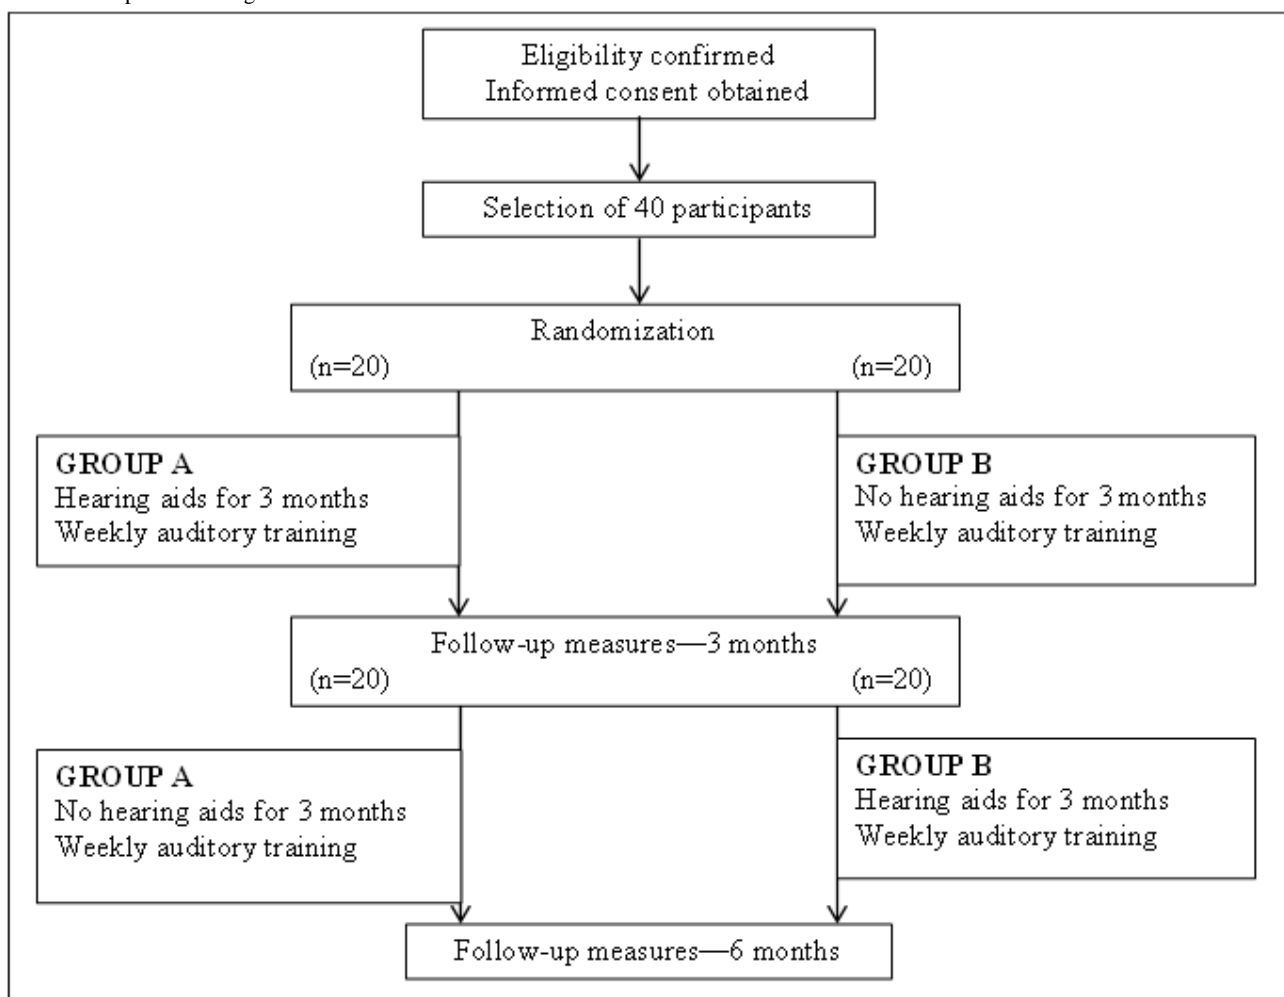 Eligibility confirmed
Informed consent obtained
Selection of 40 participants
Randomization
(n=20) (n=20)
GROUP A
Hearing aids for 3 months
Weekly auditory training
GROUP B
No hearing aids for 3 months
Weekly auditory training
Follow-up measures—3 months
(n=20) (n=20)
GROUP A
No hearing aids for 3 months
Weekly auditory training
GROUP B
Hearing aids for 3 months
Weekly auditory training
Follow-up measures—6 months